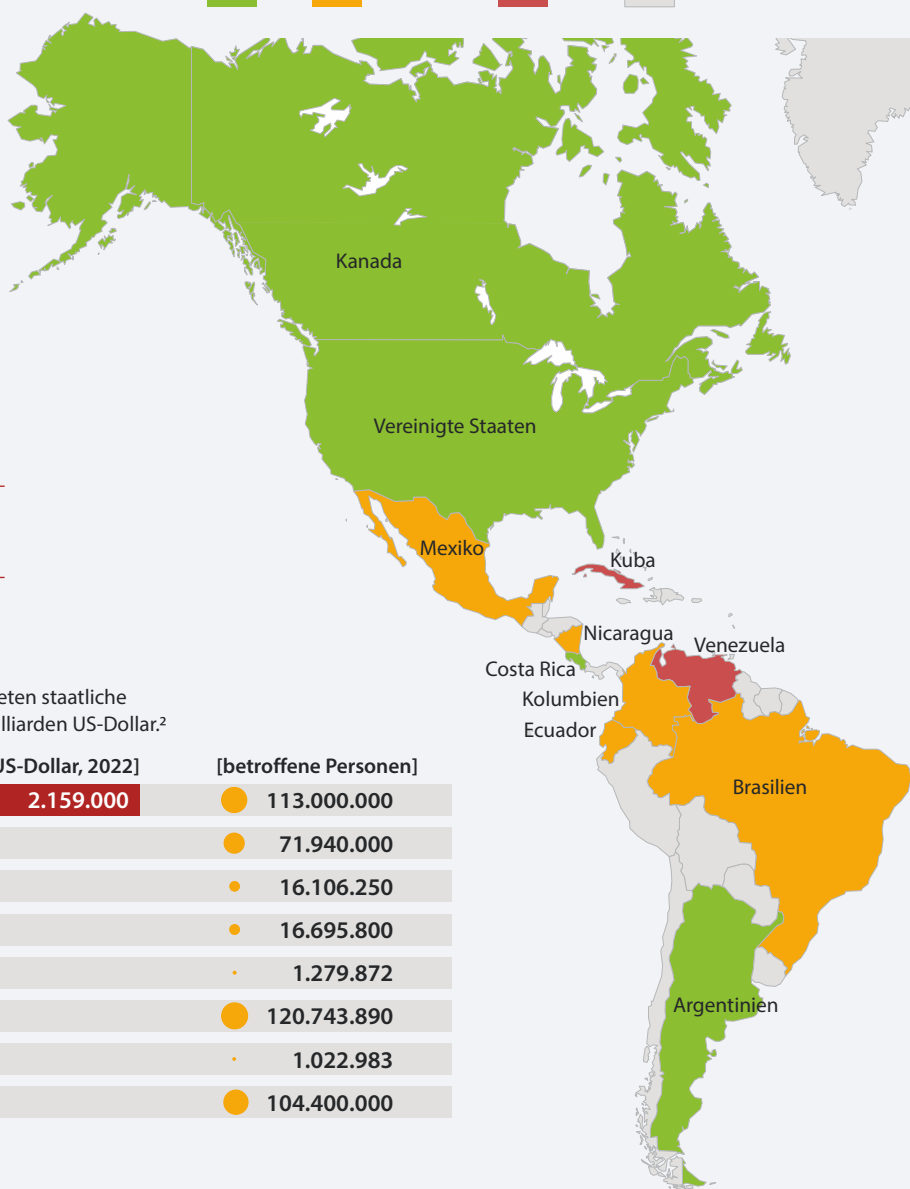 Kanada
Vereinigte Staaten
Mexiko
Kuba
Nicaragua
Venezuela
Costa Rica
Kolumbien
Ecuador
Brasilien
Argentinien
eten staatliche
lliarden US-Dollar.²
US-Dollar, 2022] [betroffene Personen]
2.159.000 113.000.000
71.940.000
16.106.250
16.695.800
1.279.872
120.743.890
1.022.983
104.400.000